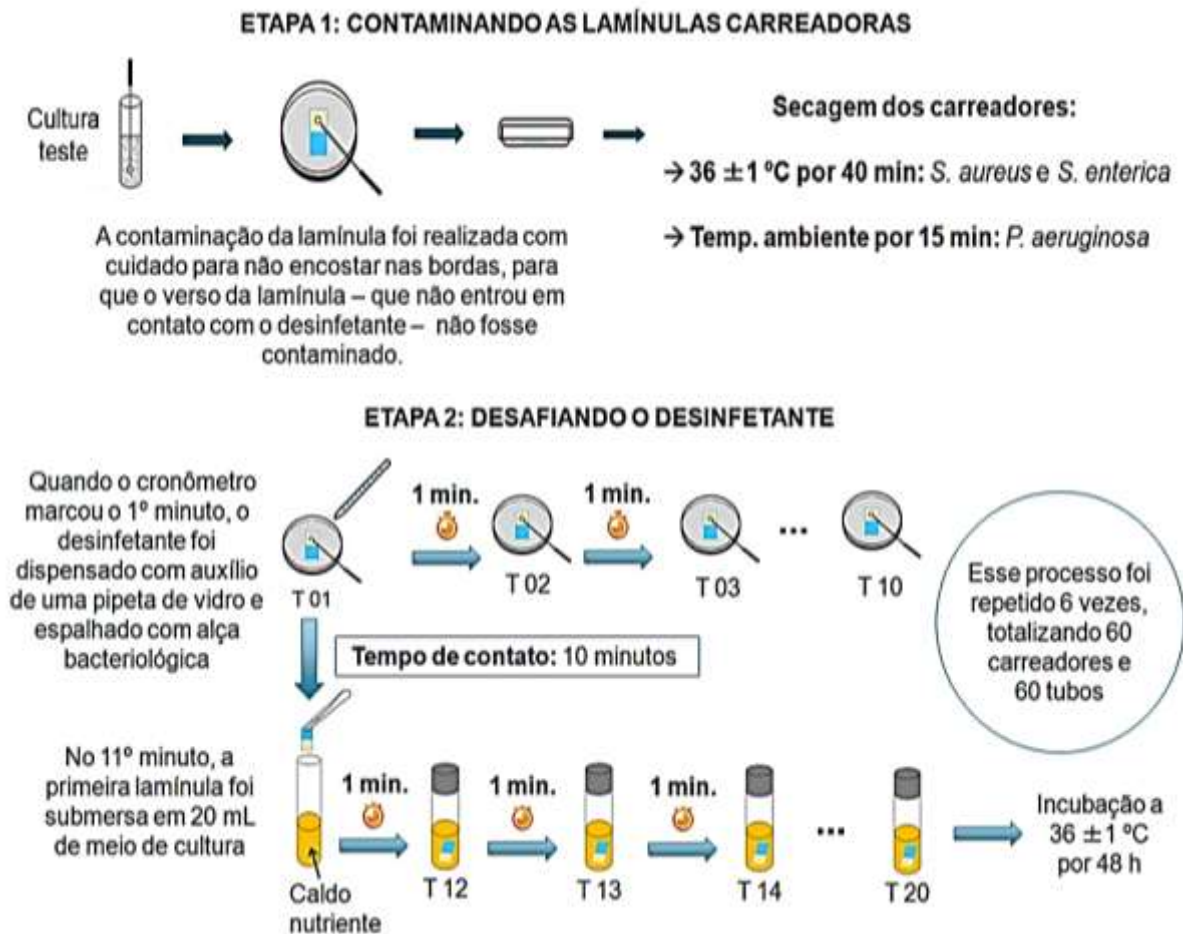 ETAPA 1: CONTAMINANDO AS LAMÍNULAS CARREADORAS
Cultura
teste
Secagem dos carreadores:
→ 36 ±1 ºC por 40 min: S. aureus e S. enterica
→ Temp. ambiente por 15 min: P. aeruginosa
A contaminação da lamínula foi realizada com
cuidado para não encostar nas bordas, para
que o verso da lamínula – que não entrou em
contato com o desinfetante – não fosse
contaminado.
ETAPA 2: DESAFIANDO O DESINFETANTE
Quando o cronômetro
marcou o 1º minuto, o
desinfetante foi
dispensado com auxílio
de uma pipeta de vidro e
espalhado com alça
bacteriológica
1 min.
1 min.
...
T 01
T 02
T 03
T 10
Esse processo foi
repetido 6 vezes,
totalizando 60
carreadores e
60 tubos
Tempo de contato: 10 minutos
No 11º minuto, a
primeira lamínula foi
submersa em 20 mL
de meio de cultura
1 min.
1 min.
1 min.
...
Caldo
nutriente
T 12
T 13
T 14
T 20
Incubação a
36 ±1 ºC
por 48 h